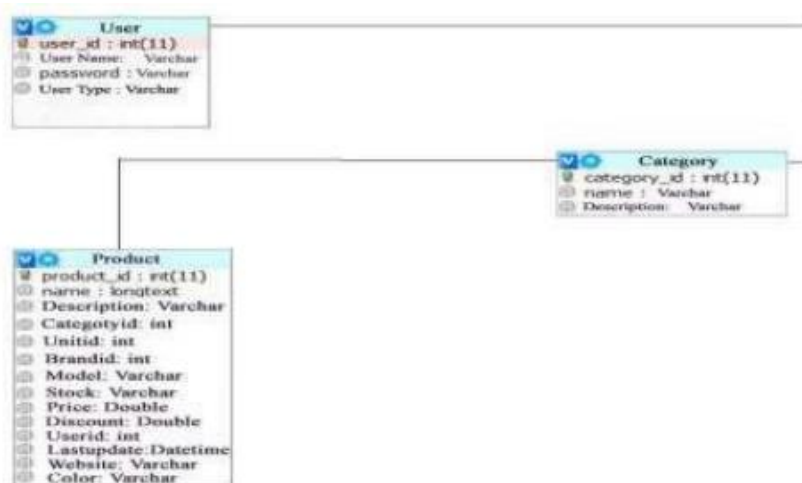 User
user_id : int(11)
User Name: Varchar
password : Varchar
User Type : Varchar
Category
category_id : int(11)
name : Varchar
Description: Varchar
Product
product_id : int(11)
name : longtext
Description: Varchar
Categotyid: int
Unitid: int
Brandid: int
Model: Varchar
Stock: Varchar
Price: Double
Discount: Double
Userid: int
Lastupdate:Datetime
Website: Varchar
Color: Varchar